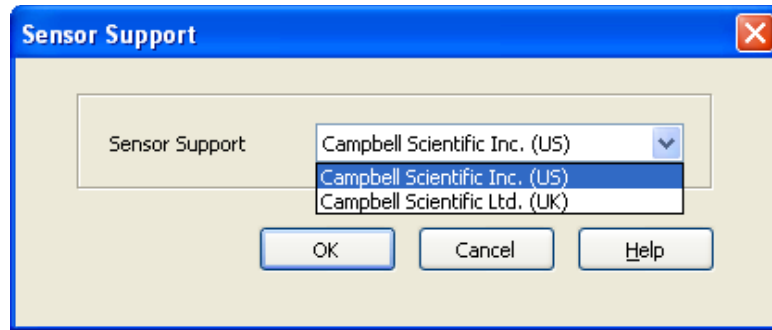 Sensor Support
Sensor Support Campbell Scientific Inc. (US)
Campbell Scientific Inc. (US)
Campbell Scientific Ltd. (UK)
OK Cancel Help